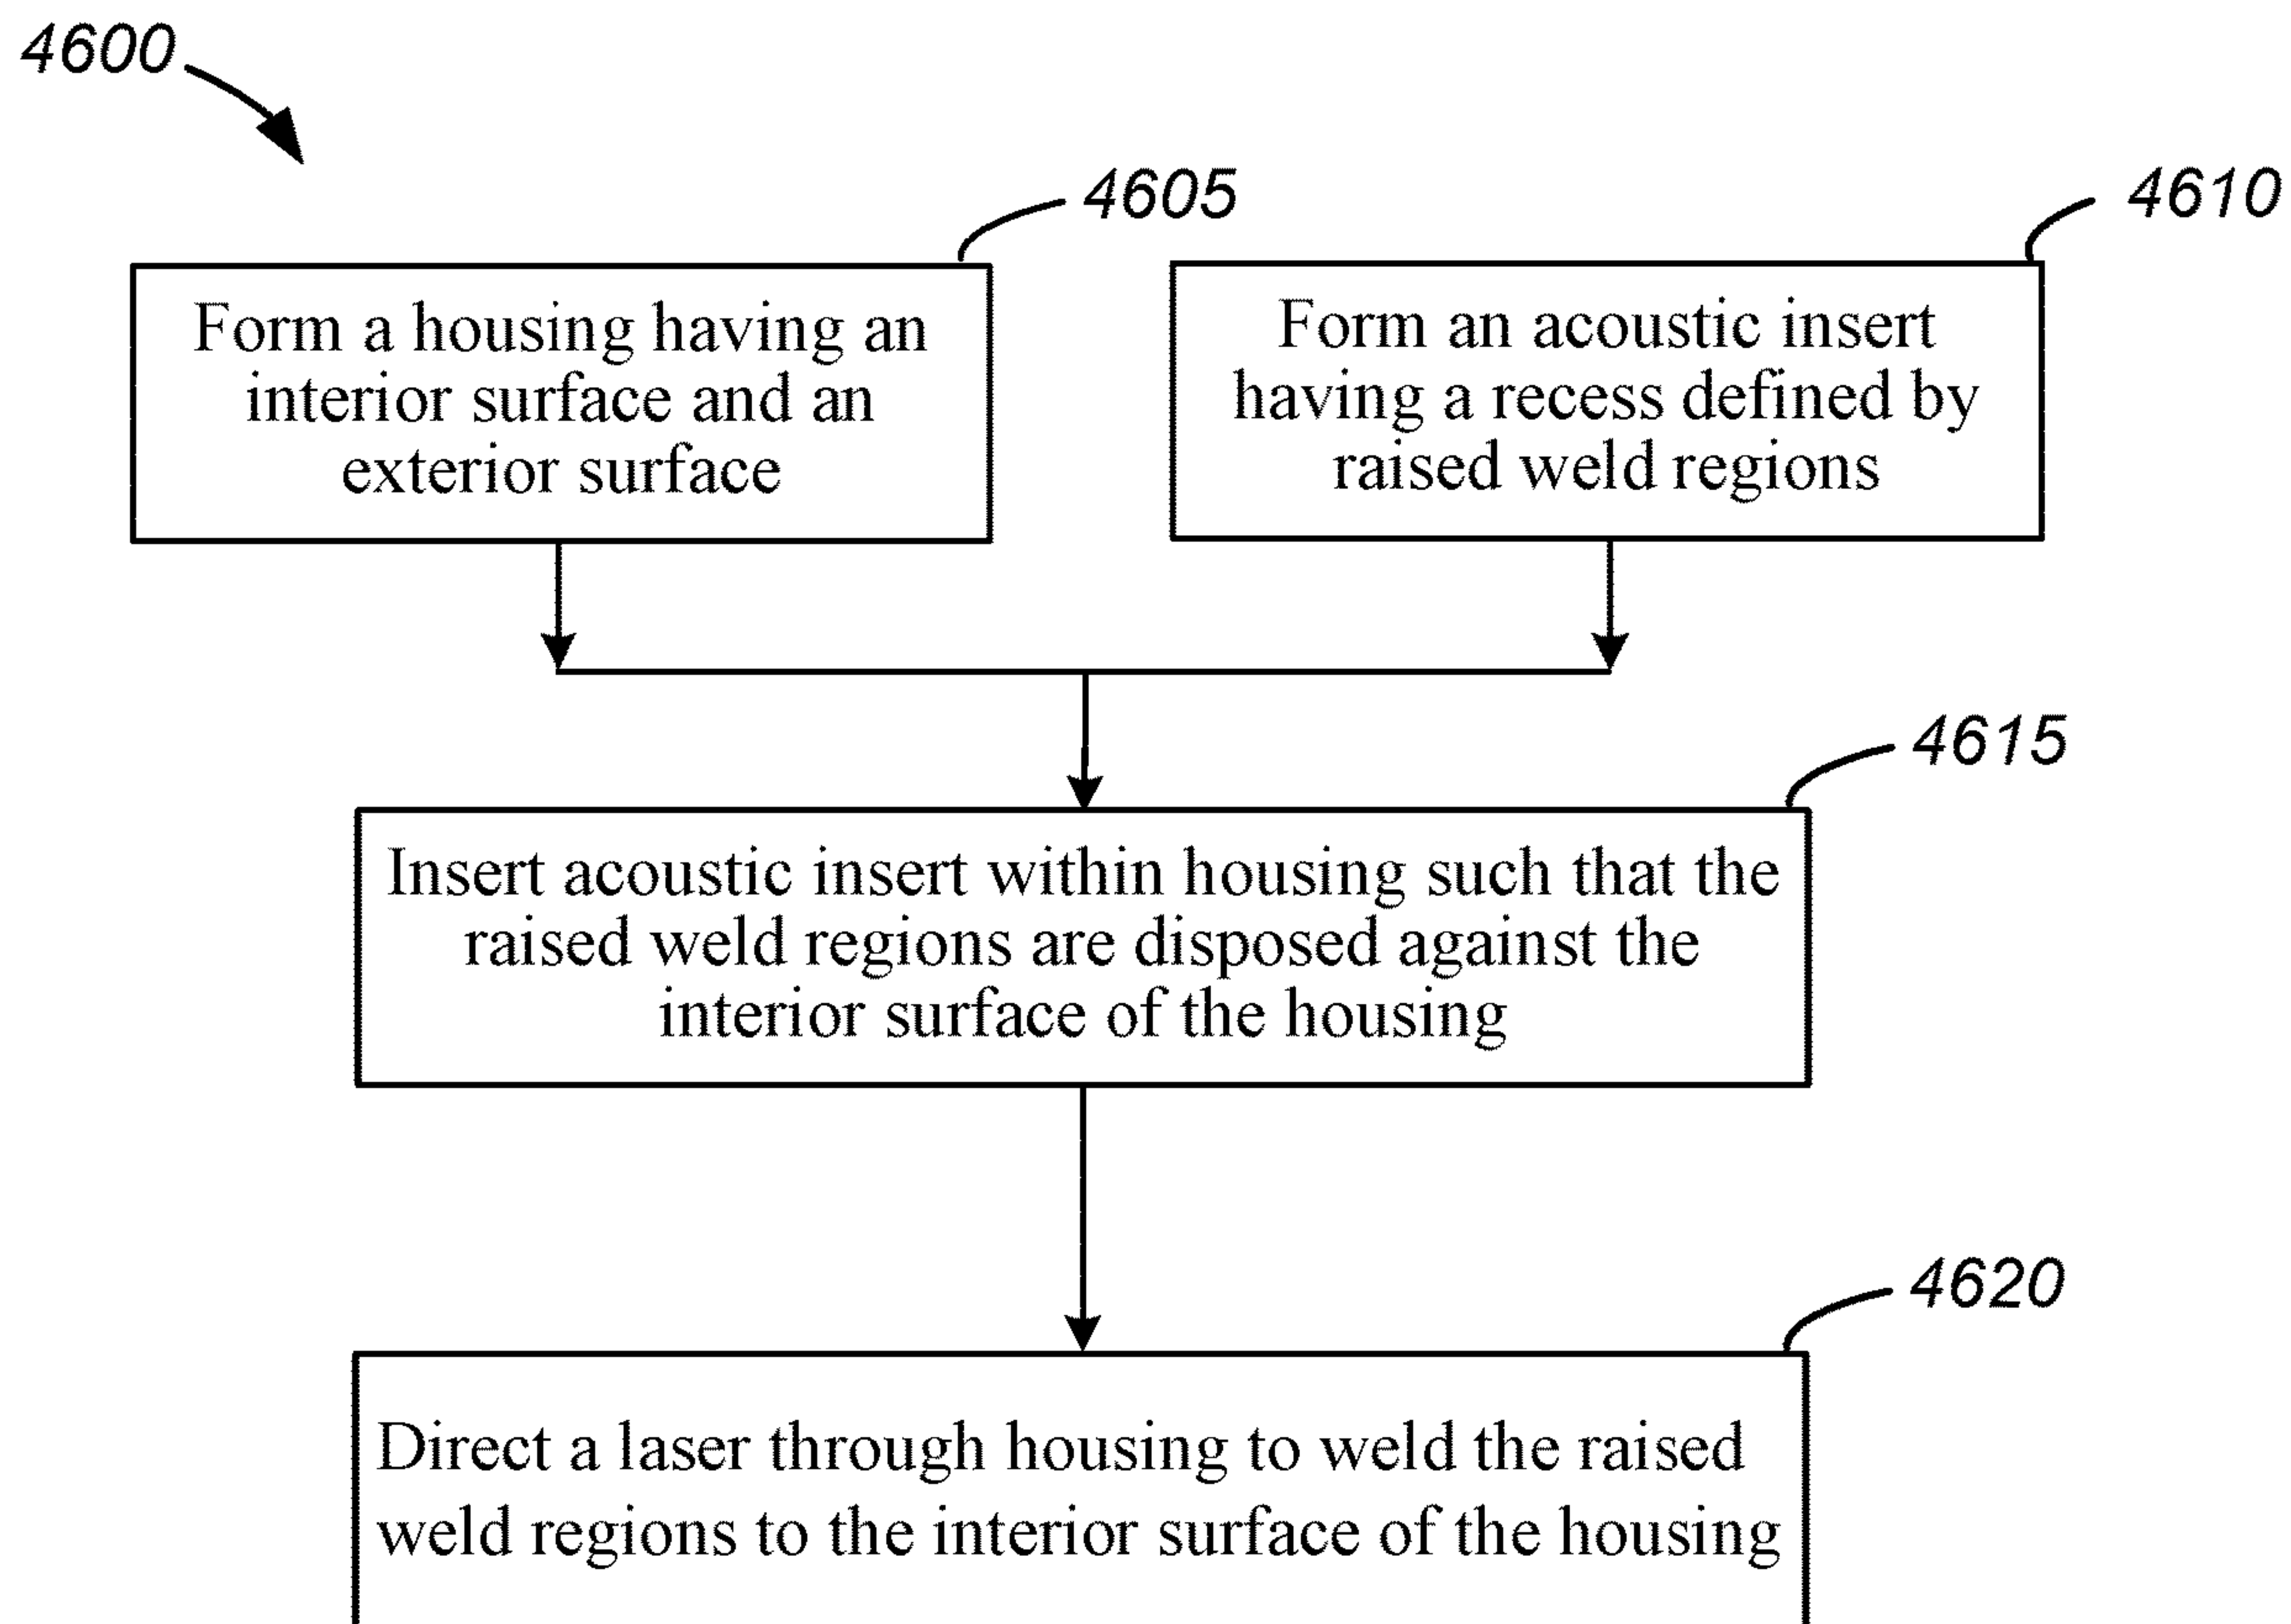 4600
4605
4610
Form a housing having an
interior surface and an
exterior surface
Form an acoustic insert
having a recess defined by
raised weld regions
4615
Insert acoustic insert within housing such that the
raised weld regions are disposed against the
interior surface of the housing
4620
Direct a laser through housing to weld the raised
weld regions to the interior surface of the housing